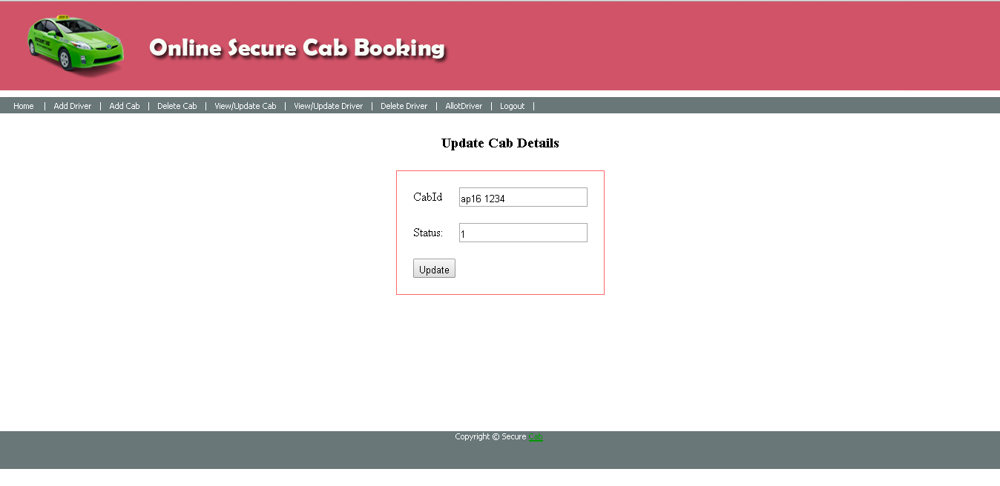 Online Secure Cab Booking
Home | Add Driver | Add Cab | Delete Cab | View/Update Cab | View/Update Driver | Delete Driver | AllotDriver | Logout |
Update Cab Details
CabId ap16 1234
Status: 1
Update
Copyright © Secure Cab